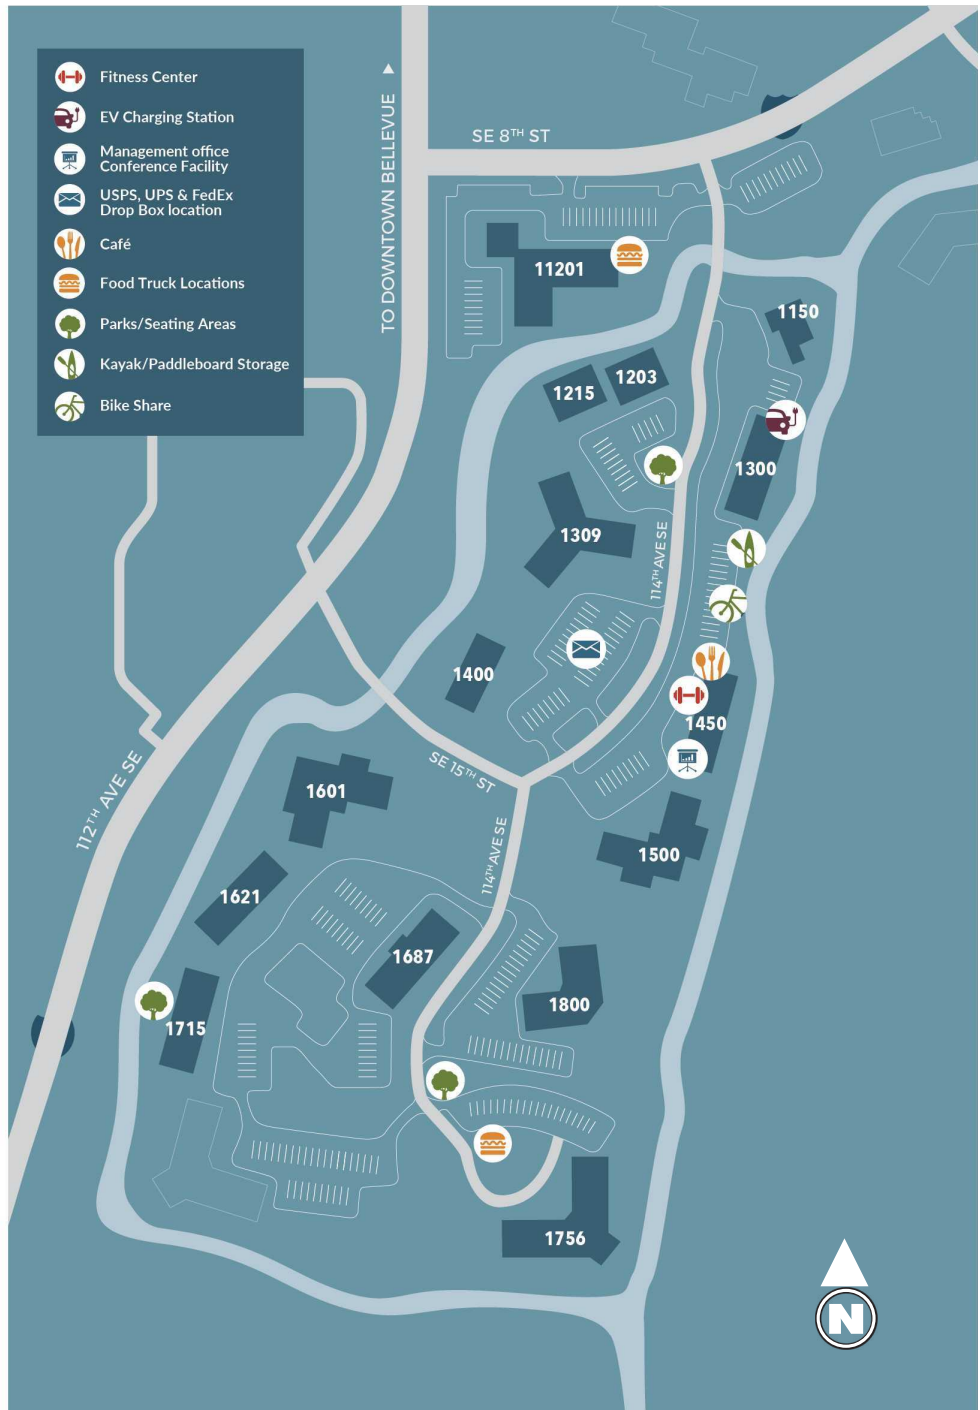 Fitness Center
EV Charging Station
Management office
Conference Facility
USPS, UPS & FedEx
Drop Box location
Café
Food Truck Locations
Parks/Seating Areas
Kayak/Paddleboard Storage
Bike Share
TO DOWNTOWN BELLEVUE
SE 8TH ST
11201
1150
1203
1215
1300
1309
114TH AVE SE
1400
1450
SE 15TH ST
112TH AVE SE
1601
1500
114TH AVE SE
1621
1687
1800
1715
1756
N